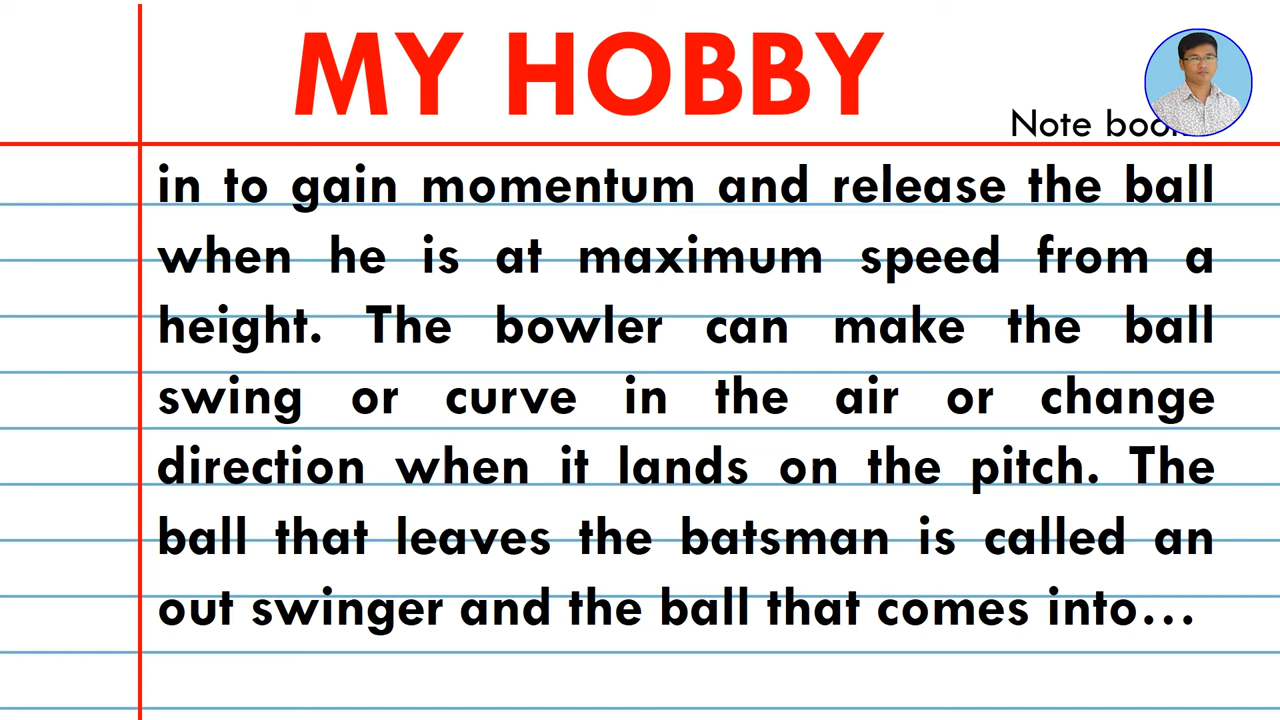 MY HOBBY
Note book
in to gain momentum and release the ball
when he is at maximum speed from a
height. The bowler can make the ball
swing or curve in the air or change
direction when it lands on the pitch. The
ball that leaves the batsman is called an
out swinger and the ball that comes into…